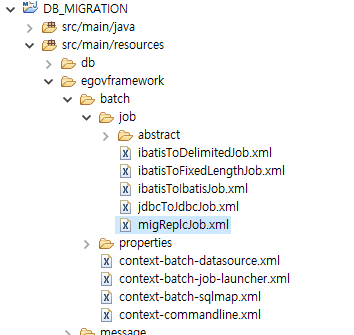 DB_MIGRATION
src/main/java
src/main/resources
db
egovframework
batch
job
abstract
ibatisToDelimitedJob.xml
ibatisToFixedLengthJob.xml
ibatisToIbatisJob.xml
jdbcToJdbcJob.xml
migReplcJob.xml
properties
context-batch-datasource.xml
context-batch-job-launcher.xml
context-batch-sqlmap.xml
context-commandline.xml
message